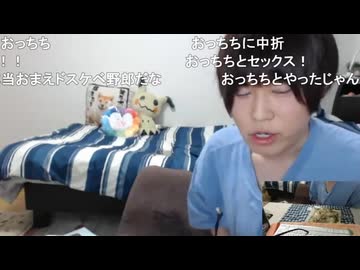 おっちち おっちちに中折
！！ おっちちとセックス！
当おまえドスケベ野郎だな おっちちとやったじゃん